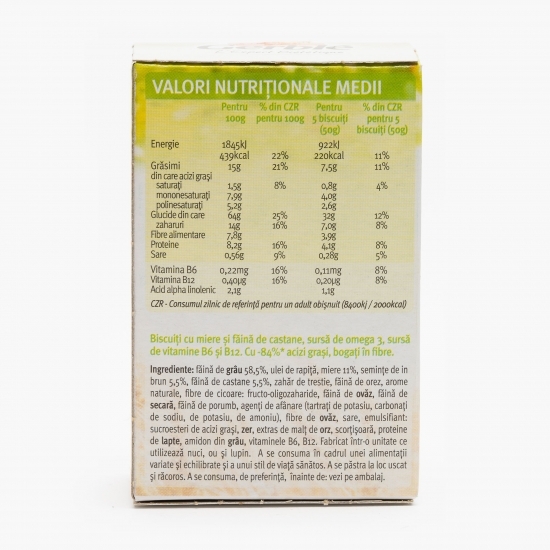 Gerblé
VALORI NUTRIȚIONALE MEDII
Pentru 100g % din CZR pentru 100g Pentru 5 biscuiți (50g) % din CZR pentru 5 biscuiți (50g)
Energie 1845kJ 922kJ
439kcal 22% 220kcal 11%
Grăsimi 15g 21% 7,5g 11%
din care acizi grași
saturați 1,5g 8% 0,8g 4%
mononesaturați 7,9g 4,0g
polinesaturați 5,2g 2,6g
Glucide din care 64g 25% 32g 12%
zaharuri 14g 16% 7,0g 8%
Fibre alimentare 7,8g 3,9g
Proteine 8,2g 16% 4,1g 8%
Sare 0,56g 9% 0,28g 5%
Vitamina B6 0,22mg 16% 0,11mg 8%
Vitamina B12 0,40µg 16% 0,20µg 8%
Acid alpha linolenic 2,1g 1,1g
CZR - Consumul zilnic de referință pentru un adult obișnuit (8400kj / 2000kcal)
Biscuiți cu miere și făină de castane, sursă de omega 3, sursă
de vitamine B6 și B12. Cu -84%* acizi grași, bogați în fibre.
Ingrediente: făină de grâu 58,5%, ulei de rapiță, miere 11%, semințe de in
brun 5,5%, făină de castane 5,5%, zahăr de trestie, făină de orez, arome
naturale, fibre de cicoare: fructo-oligozaharide, făină de ovăz, făină de
secară, făină de porumb, agenți de afânare (tartrați de potasiu, carbonați
de sodiu, de potasiu, de amoniu), fibre de ovăz, sare, emulsifiant:
sucroesteri de acizi grași, zer, extras de malț de orz, scorțișoară, proteine
de lapte, amidon din grâu, vitaminele B6, B12. Fabricat într-o unitate ce
utilizează nuci, ou și lupin. A se consuma în cadrul unei alimentații
variate și echilibrate și a unui stil de viață sănătos. A se păstra la loc uscat
și răcoros. A se consuma, de preferință, înainte de: vezi pe ambalaj.